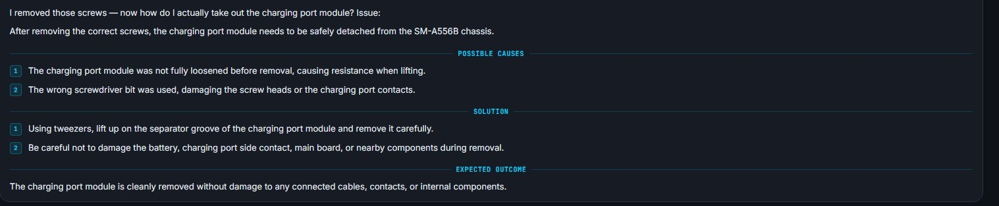 I removed those screws — now how do I actually take out the charging port module? Issue:
After removing the correct screws, the charging port module needs to be safely detached from the SM-A556B chassis.
POSSIBLE CAUSES
1 The charging port module was not fully loosened before removal, causing resistance when lifting.
2 The wrong screwdriver bit was used, damaging the screw heads or the charging port contacts.
SOLUTION
1 Using tweezers, lift up on the separator groove of the charging port module and remove it carefully.
2 Be careful not to damage the battery, charging port side contact, main board, or nearby components during removal.
EXPECTED OUTCOME
The charging port module is cleanly removed without damage to any connected cables, contacts, or internal components.